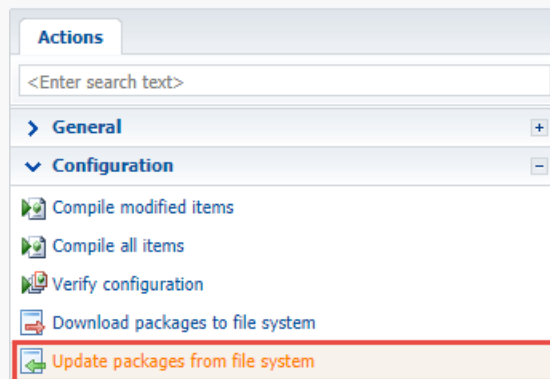 Actions
<Enter search text>
General
Configuration
Compile modified items
Compile all items
Verify configuration
Download packages to file system
Update packages from file system